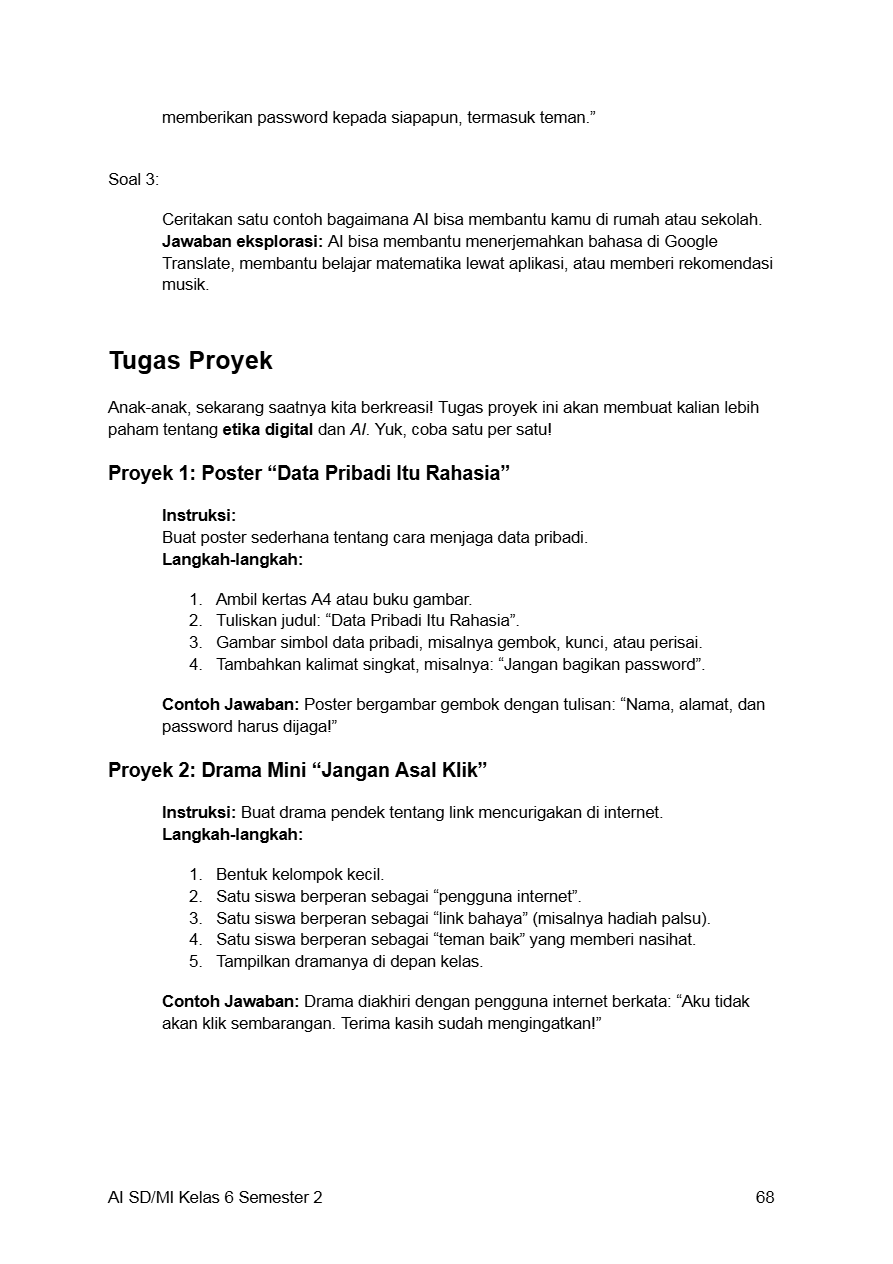 memberikan password kepada siapapun, termasuk teman.”
Soal 3:
Ceritakan satu contoh bagaimana AI bisa membantu kamu di rumah atau sekolah.
Jawaban eksplorasi: AI bisa membantu menerjemahkan bahasa di Google
Translate, membantu belajar matematika lewat aplikasi, atau memberi rekomendasi
musik.
Tugas Proyek
Anak-anak, sekarang saatnya kita berkreasi! Tugas proyek ini akan membuat kalian lebih
paham tentang etika digital dan AI. Yuk, coba satu per satu!
Proyek 1: Poster “Data Pribadi Itu Rahasia”
Instruksi:
Buat poster sederhana tentang cara menjaga data pribadi.
Langkah-langkah:
1. Ambil kertas A4 atau buku gambar.
2. Tuliskan judul: “Data Pribadi Itu Rahasia”.
3. Gambar simbol data pribadi, misalnya gembok, kunci, atau perisai.
4. Tambahkan kalimat singkat, misalnya: “Jangan bagikan password”.
Contoh Jawaban: Poster bergambar gembok dengan tulisan: “Nama, alamat, dan
password harus dijaga!”
Proyek 2: Drama Mini “Jangan Asal Klik”
Instruksi: Buat drama pendek tentang link mencurigakan di internet.
Langkah-langkah:
1. Bentuk kelompok kecil.
2. Satu siswa berperan sebagai “pengguna internet”.
3. Satu siswa berperan sebagai “link bahaya” (misalnya hadiah palsu).
4. Satu siswa berperan sebagai “teman baik” yang memberi nasihat.
5. Tampilkan dramanya di depan kelas.
Contoh Jawaban: Drama diakhiri dengan pengguna internet berkata: “Aku tidak
akan klik sembarangan. Terima kasih sudah mengingatkan!”
AI SD/MI Kelas 6 Semester 2 68